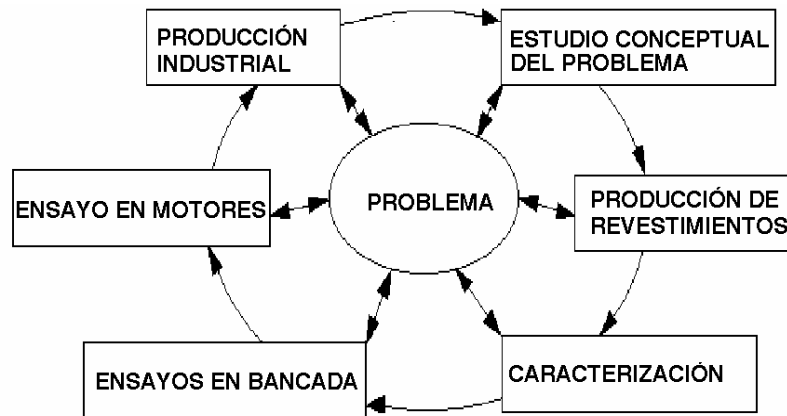 PRODUCCIÓN
INDUSTRIAL
ESTUDIO CONCEPTUAL
DEL PROBLEMA
PROBLEMA
ENSAYO EN MOTORES
PRODUCCIÓN DE
REVESTIMIENTOS
ENSAYOS EN BANCADA
CARACTERIZACIÓN